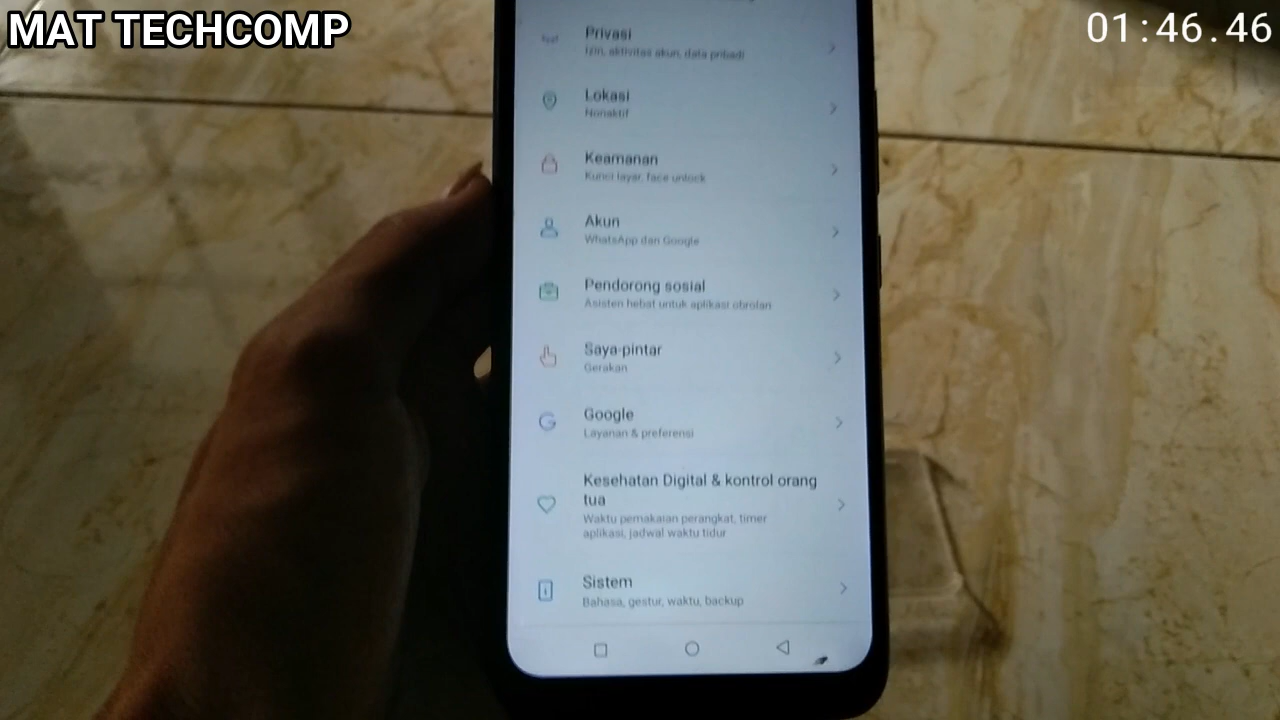 MAT TECHCOMP
01:46.46
Privasi
Izin, aktivitas akun, data pribadi
Lokasi
Nonaktif
Keamanan
Kunci layar, face unlock
Akun
WhatsApp dan Google
Pendorong sosial
Asisten hebat untuk aplikasi obrolan
Saya-pintar
Gerakan
Google
Layanan & preferensi
Kesehatan Digital & kontrol orang
tua
Waktu pemakaian perangkat, timer
aplikasi, jadwal waktu tidur
Sistem
Bahasa, gestur, waktu, backup